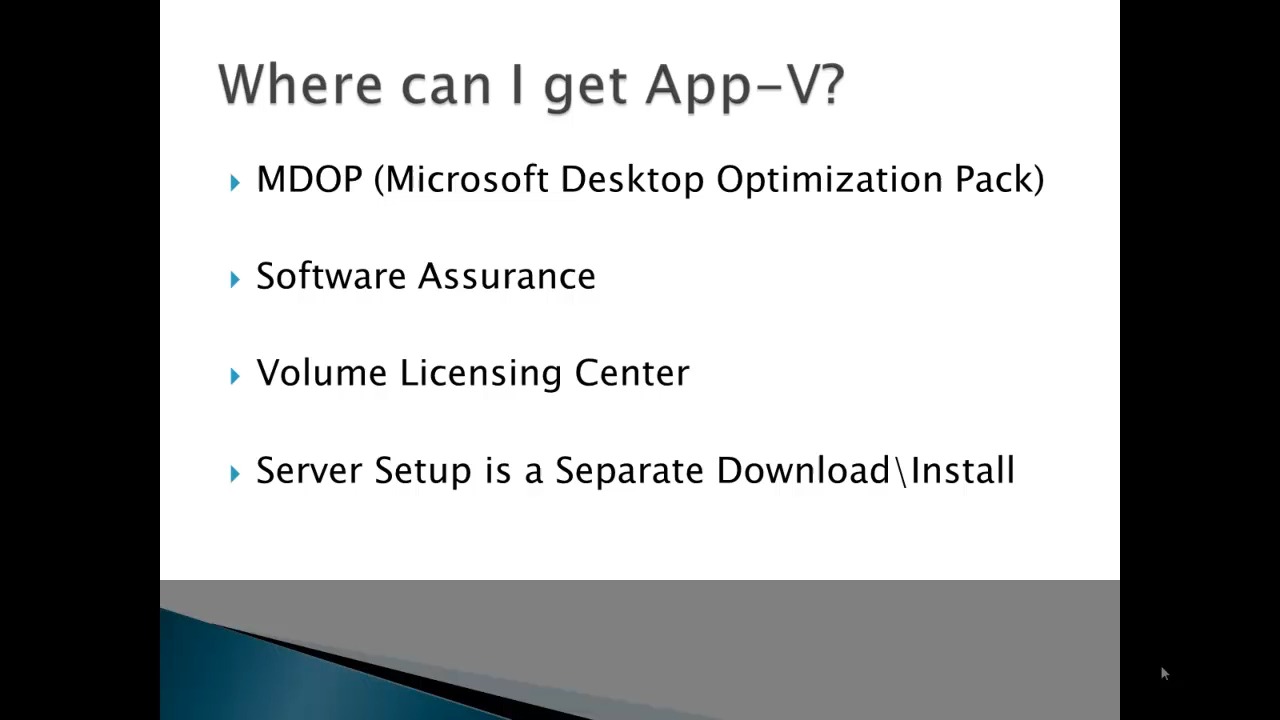 Where can I get App-V?
MDOP (Microsoft Desktop Optimization Pack)
Software Assurance
Volume Licensing Center
Server Setup is a Separate Download\Install